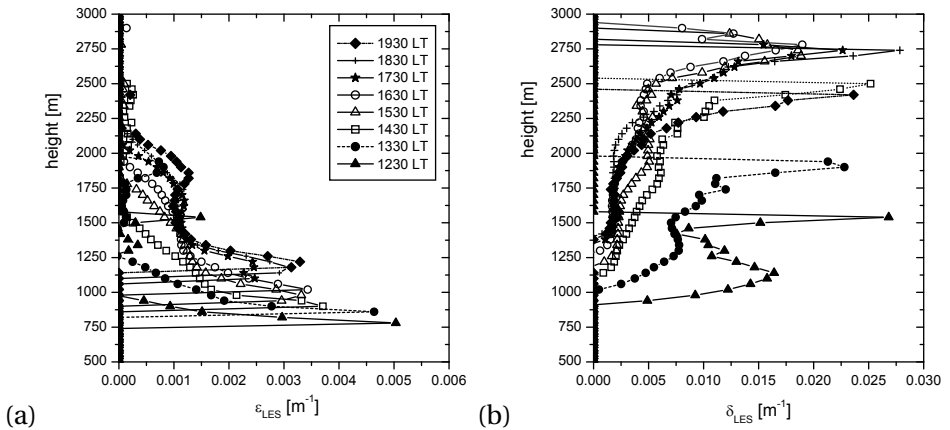 3000
2750
2500
2250
2000
1750
1500
1250
1000
750
500
height [m]
1930 LT
1830 LT
1730 LT
1630 LT
1530 LT
1430 LT
1330 LT
1230 LT
0.000 0.001 0.002 0.003 0.004 0.005 0.006
(a)
ε_LES [m⁻¹]
3000
2750
2500
2250
2000
1750
1500
1250
1000
750
500
height [m]
0.000 0.005 0.010 0.015 0.020 0.025 0.030
(b)
δ_LES [m⁻¹]